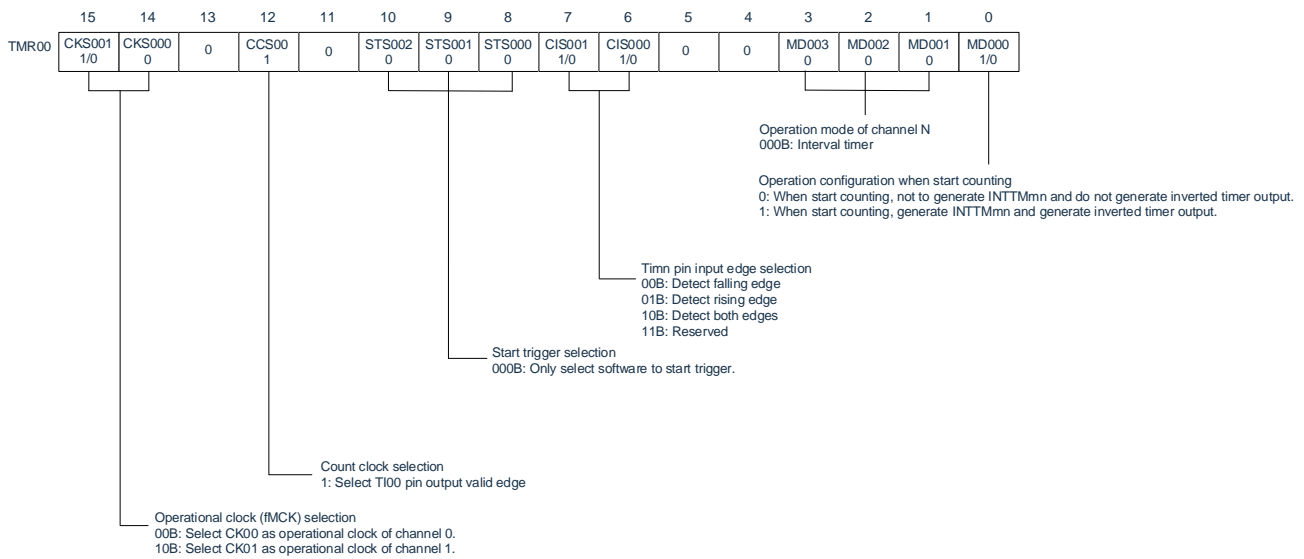 15 14 13 12 11 10 9 8 7 6 5 4 3 2 1 0
TMR00 CKS001 CKS000 0 CCS00 0 STS002 STS001 STS000 CIS001 CIS000 0 0 MD003 MD002 MD001 MD000
1/0 0 1 0 0 0 1/0 1/0 0 0 0 1/0
Operation mode of channel N
000B: Interval timer
Operation configuration when start counting
0: When start counting, not to generate INTTMmn and do not generate inverted timer output.
1: When start counting, generate INTTMmn and generate inverted timer output.
Timn pin input edge selection
00B: Detect falling edge
01B: Detect rising edge
10B: Detect both edges
11B: Reserved
Start trigger selection
000B: Only select software to start trigger.
Count clock selection
1: Select TI00 pin output valid edge
Operational clock (fMCK) selection
00B: Select CK00 as operational clock of channel 0.
10B: Select CK01 as operational clock of channel 1.